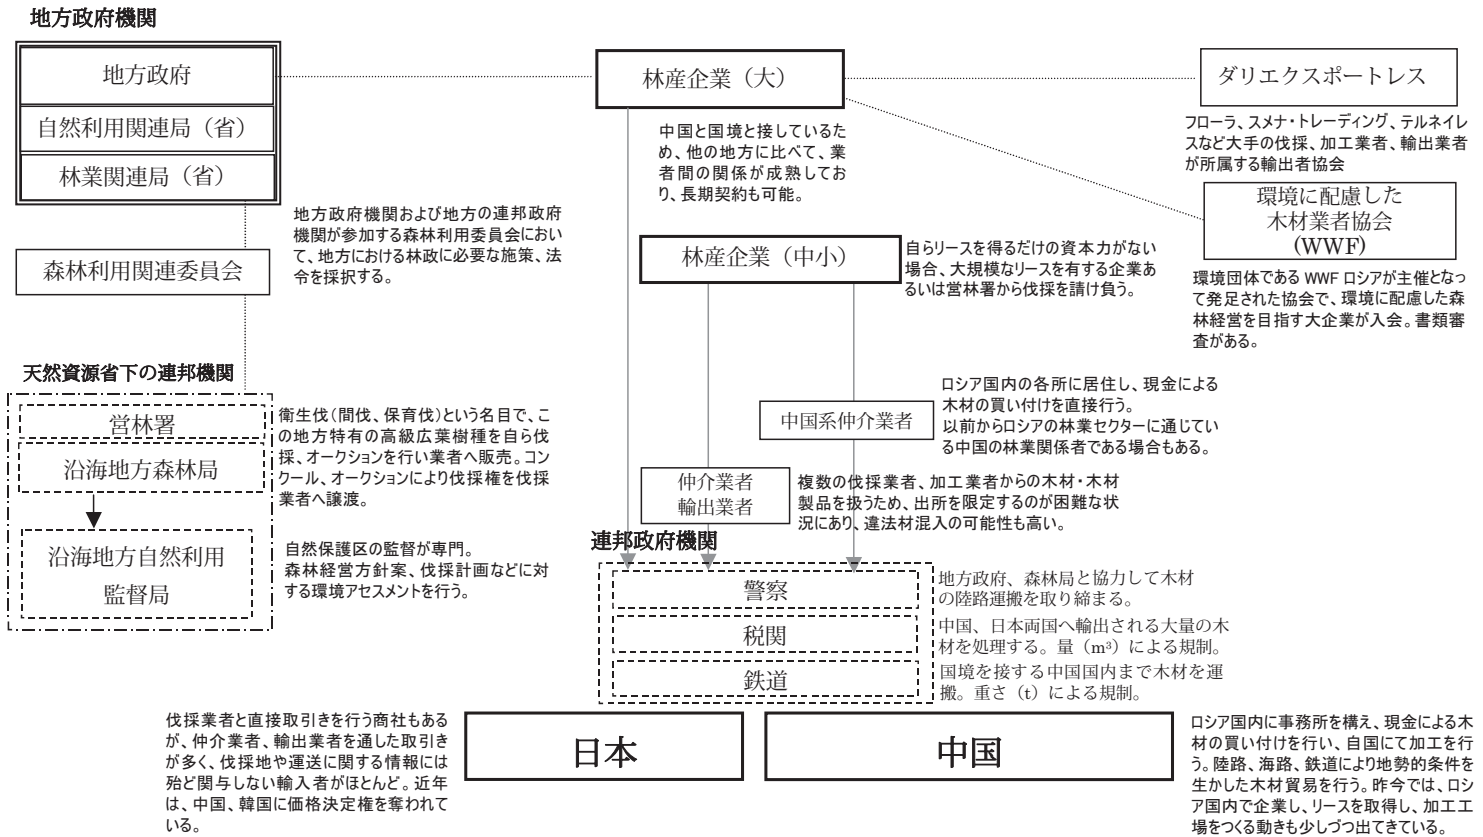 地方政府機関
地方政府
自然利用関連局（省）
林業関連局（省）
地方政府機関および地方の連邦政府
機関が参加する森林利用委員会におい
て、地方における林政に必要な施策、法
令を採択する。
森林利用関連委員会
天然資源省下の連邦機関
営林署
沿海地方森林局
衛生伐（間伐、保育伐）という名目で、こ
の地方特有の高級広葉樹種を自ら伐
採、オークションを行い業者へ販売。コン
クール、オークションにより伐採権を伐採
業者へ譲渡。
沿海地方自然利用
監督局
自然保護区の監督が専門。
森林経営方針案、伐採計画などに対
する環境アセスメントを行う。
林産企業（大）
中国と国境と接しているた
め、他の地方に比べて、業
者間の関係が成熟してお
り、長期契約も可能。
林産企業（中小）
自らリースを得るだけの資本力がない
場合、大規模なリースを有する企業あ
るいは営林署から伐採を請け負う。
ダリエクスポートレス
フローラ、スメナ・トレーディング、テルネイレ
スなど大手の伐採、加工業者、輸出業者
が所属する輸出者協会
環境に配慮した
木材業者協会
(WWF)
環境団体である WWF ロシアが主催となっ
て発足された協会で、環境に配慮した森
林経営を目指す大企業が入会。書類審
査がある。
中国系仲介業者
ロシア国内の各所に居住し、現金による
木材の買い付けを直接行う。
以前からロシアの林業セクターに通じてい
る中国の林業関係者である場合もある。
仲介業者
輸出業者
複数の伐採業者、加工業者からの木材・木材
製品を扱うため、出所を限定するのが困難な状
況にあり、違法材混入の可能性も高い。
連邦政府機関
警察
地方政府、森林局と協力して木材
の陸路運搬を取り締まる。
税関
中国、日本両国へ輸出される大量の木
材を処理する。量（m³）による規制。
鉄道
国境を接する中国国内まで木材を運
搬。重さ（t）による規制。
伐採業者と直接取引きを行う商社もある
が、仲介業者、輸出業者を通した取引き
が多く、伐採地や運送に関する情報には
殆ど関与しない輸入者がほとんど。近年
は、中国、韓国に価格決定権を奪われて
いる。
日本
中国
ロシア国内に事務所を構え、現金による木
材の買い付けを行い、自国にて加工を行
う。陸路、海路、鉄道により地勢的条件を
生かした木材貿易を行う。昨今では、ロシ
ア国内で企業し、リースを取得し、加工工
場をつくる動きも少しづつ出てきている。